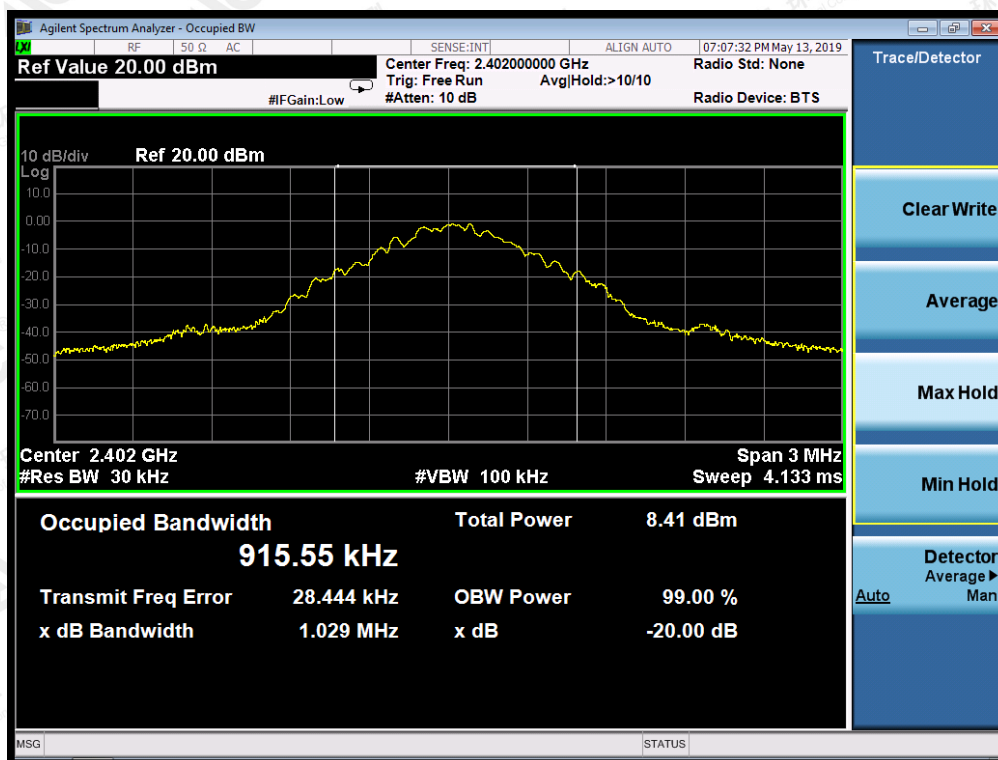 Agilent Spectrum Analyzer - Occupied BW
LXI RF 50 Ω AC SENSE:INT ALIGN AUTO 07:07:32 PM May 13, 2019
Ref Value 20.00 dBm
Center Freq: 2.402000000 GHz
Radio Std: None
Trig: Free Run Avg|Hold:>10/10
#IFGain:Low
#Atten: 10 dB
Radio Device: BTS
10 dB/div Ref 20.00 dBm
Log
10.0
0.00
-10.0
-20.0
-30.0
-40.0
-50.0
-60.0
-70.0
Center 2.402 GHz
Span 3 MHz
#Res BW 30 kHz
#VBW 100 kHz
Sweep 4.133 ms
Occupied Bandwidth
915.55 kHz
Total Power 8.41 dBm
Transmit Freq Error 28.444 kHz
OBW Power 99.00 %
x dB Bandwidth 1.029 MHz
x dB -20.00 dB
MSG
STATUS
Trace/Detector
Clear Write
Average
Max Hold
Min Hold
Detector
Average
Auto Man